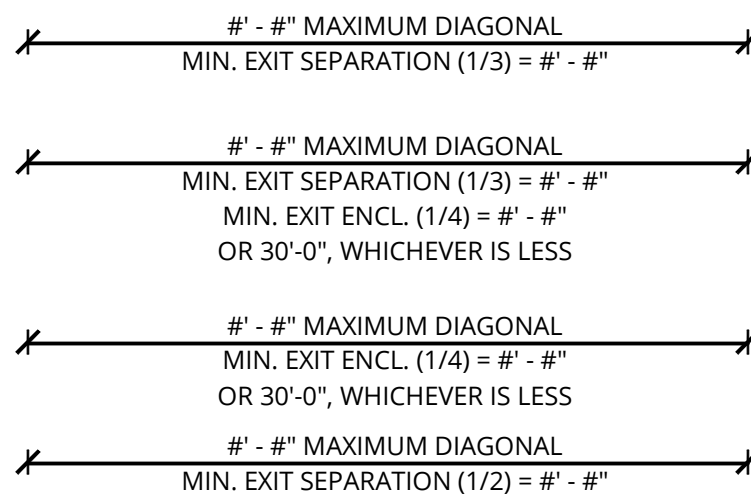 #' - #" MAXIMUM DIAGONAL
MIN. EXIT SEPARATION (1/3) = #' - #"
#' - #" MAXIMUM DIAGONAL
MIN. EXIT SEPARATION (1/3) = #' - #"
MIN. EXIT ENCL. (1/4) = #' - #"
OR 30'-0", WHICHEVER IS LESS
#' - #" MAXIMUM DIAGONAL
MIN. EXIT ENCL. (1/4) = #' - #"
OR 30'-0", WHICHEVER IS LESS
#' - #" MAXIMUM DIAGONAL
MIN. EXIT SEPARATION (1/2) = #' - #"